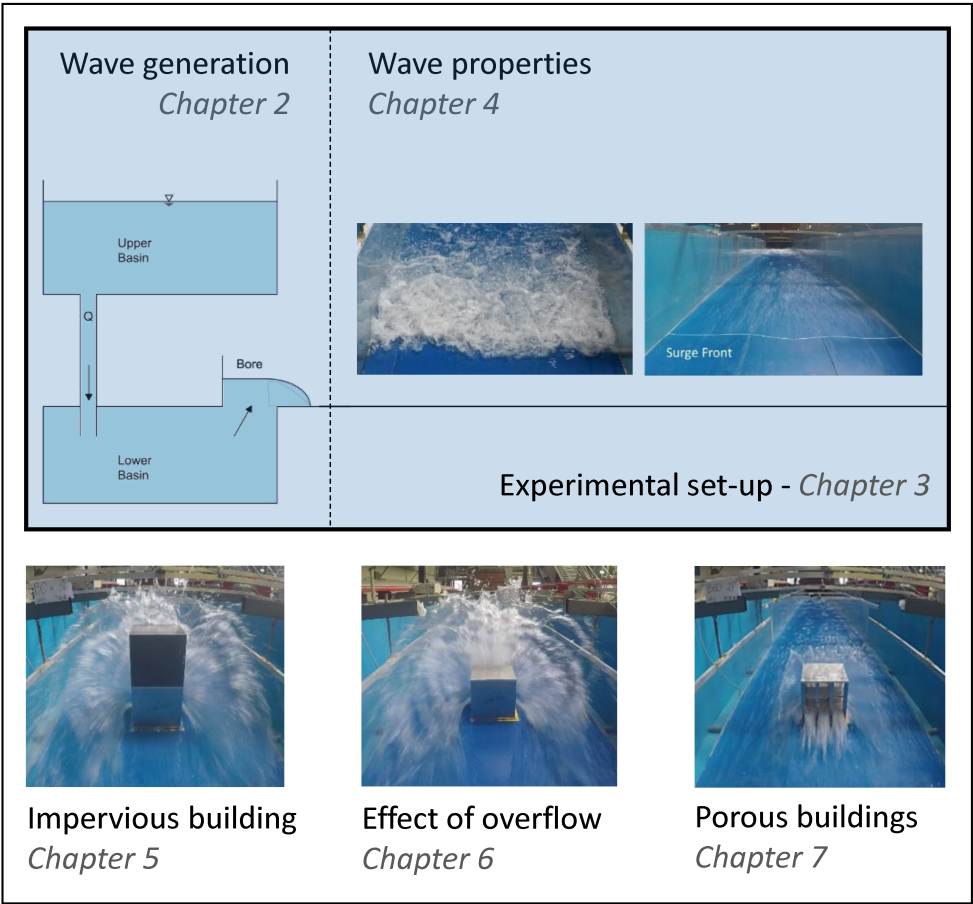 Wave generation
Chapter 2
Wave properties
Chapter 4
Upper
Basin
Q
Bore
Lower
Basin
Surge Front
Experimental set-up - Chapter 3
Impervious building
Chapter 5
Effect of overflow
Chapter 6
Porous buildings
Chapter 7